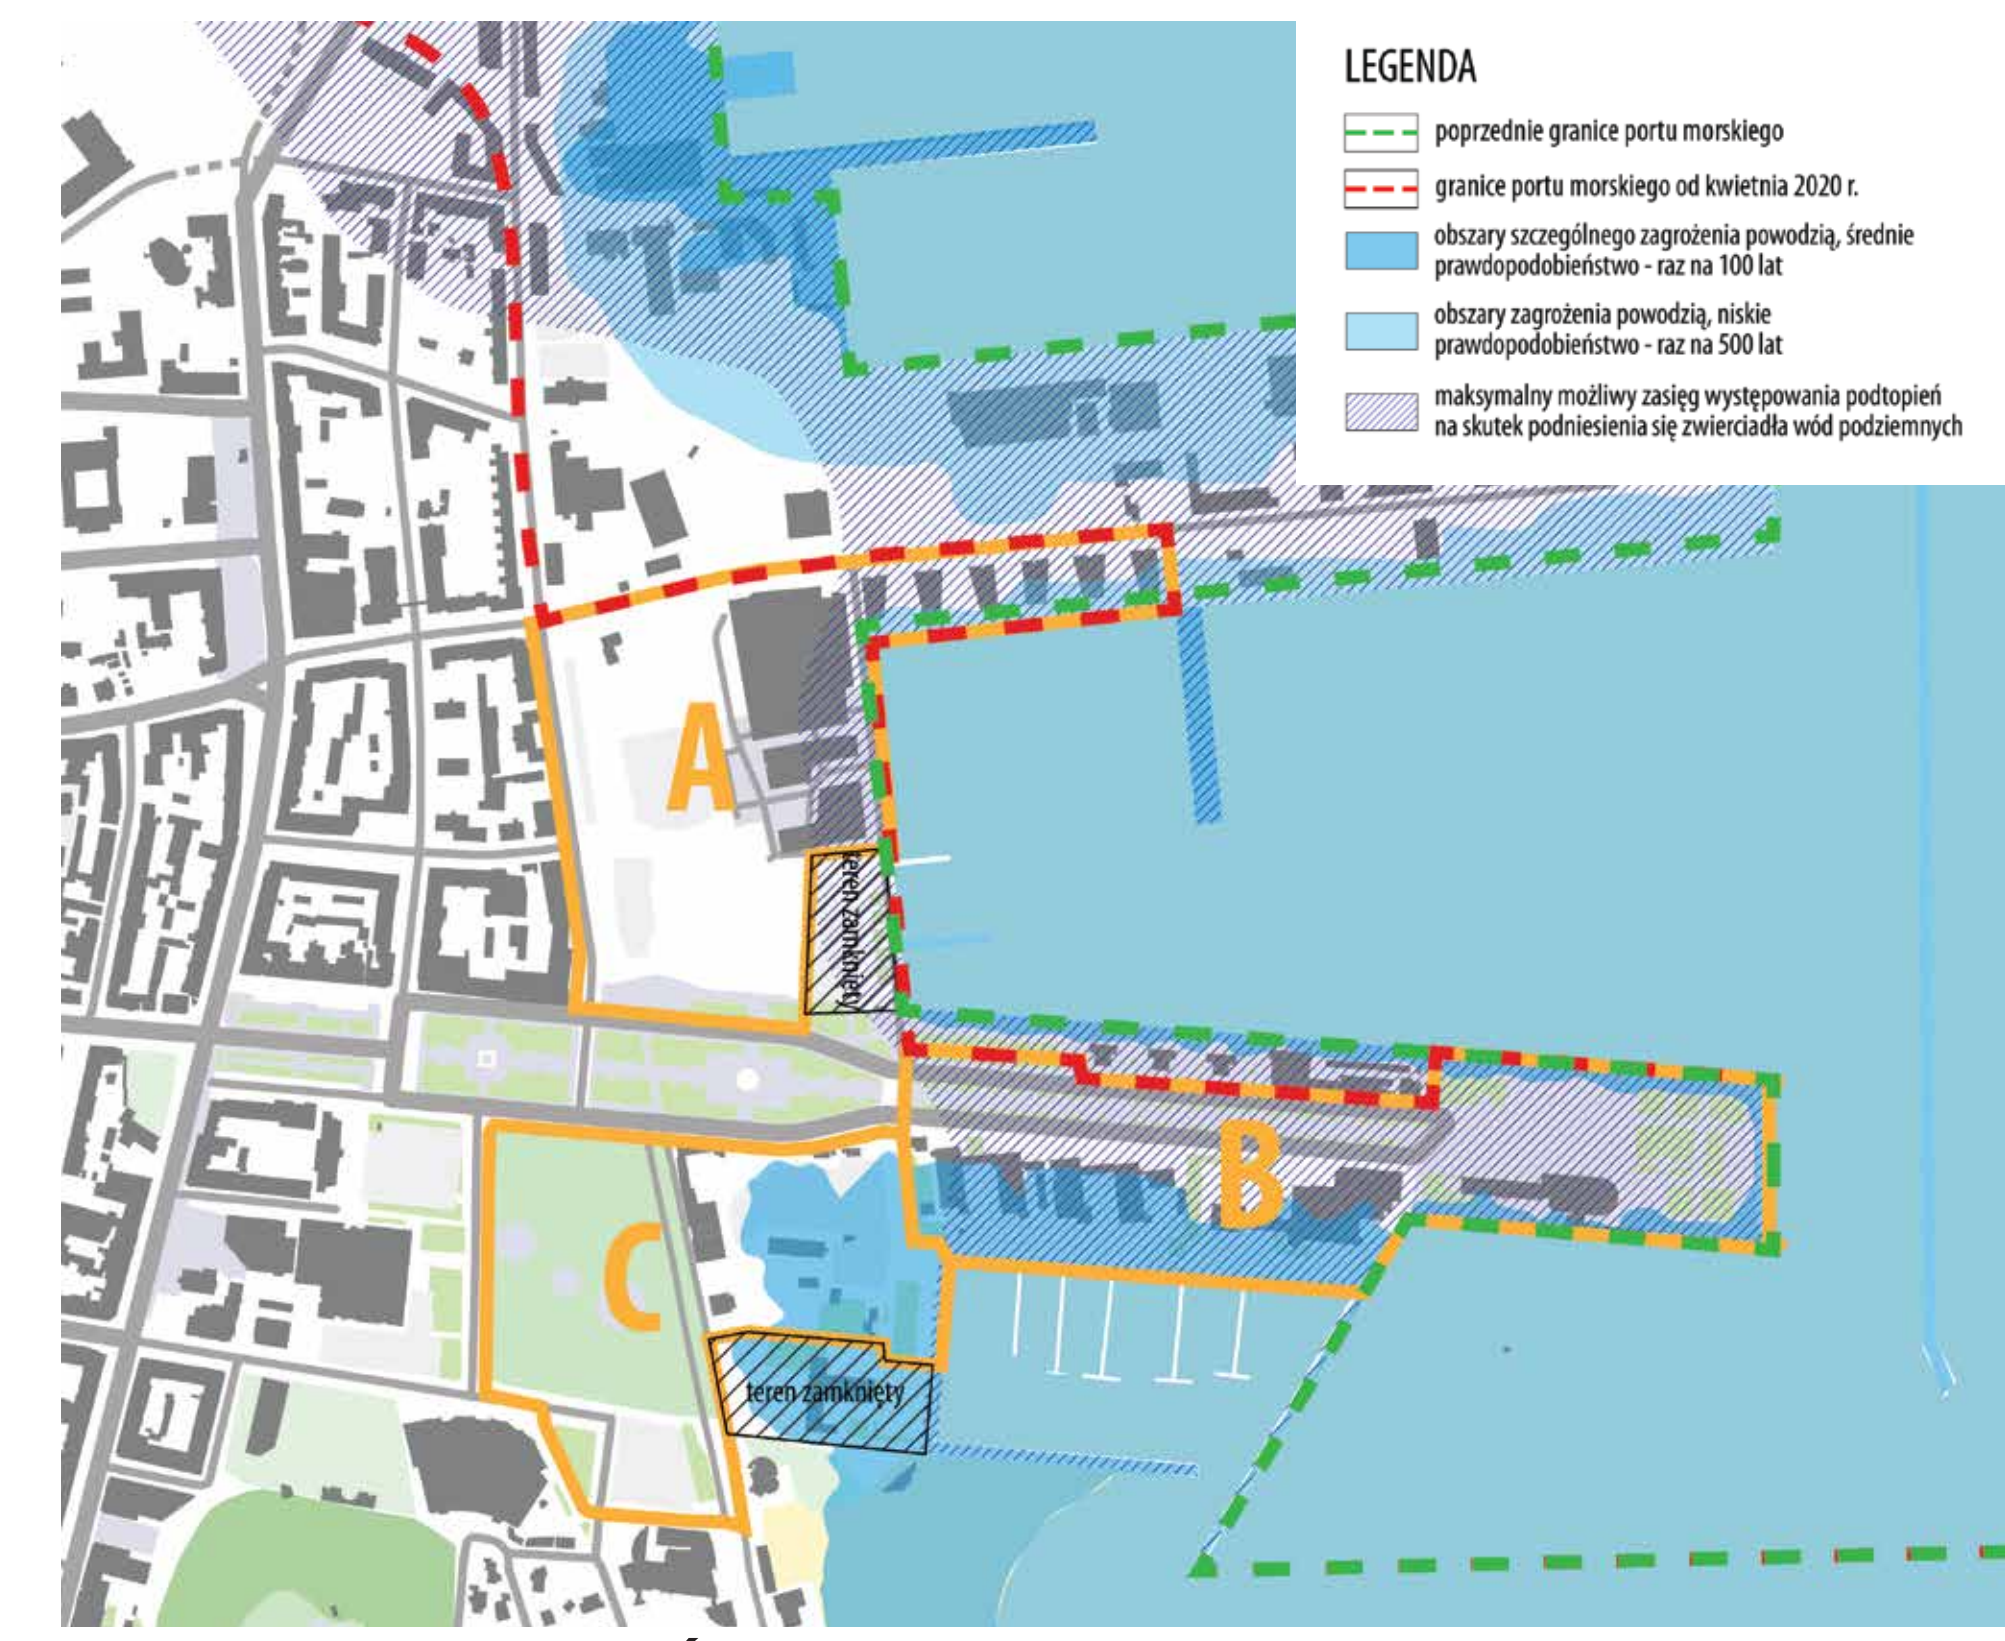 LEGENDA
poprzednie granice portu morskiego
granice portu morskiego od kwietnia 2020 r.
obszary szczególnego zagrożenia powodzią, średnie
prawdopodobieństwo - raz na 100 lat
obszary zagrożenia powodzią, niskie
prawdopodobieństwo - raz na 500 lat
maksymalny możliwy zasięg występowania podtopień
na skutek podniesienia się zwierciadła wód podziemnych
A
teren zamknięty
B
C
teren zamknięty